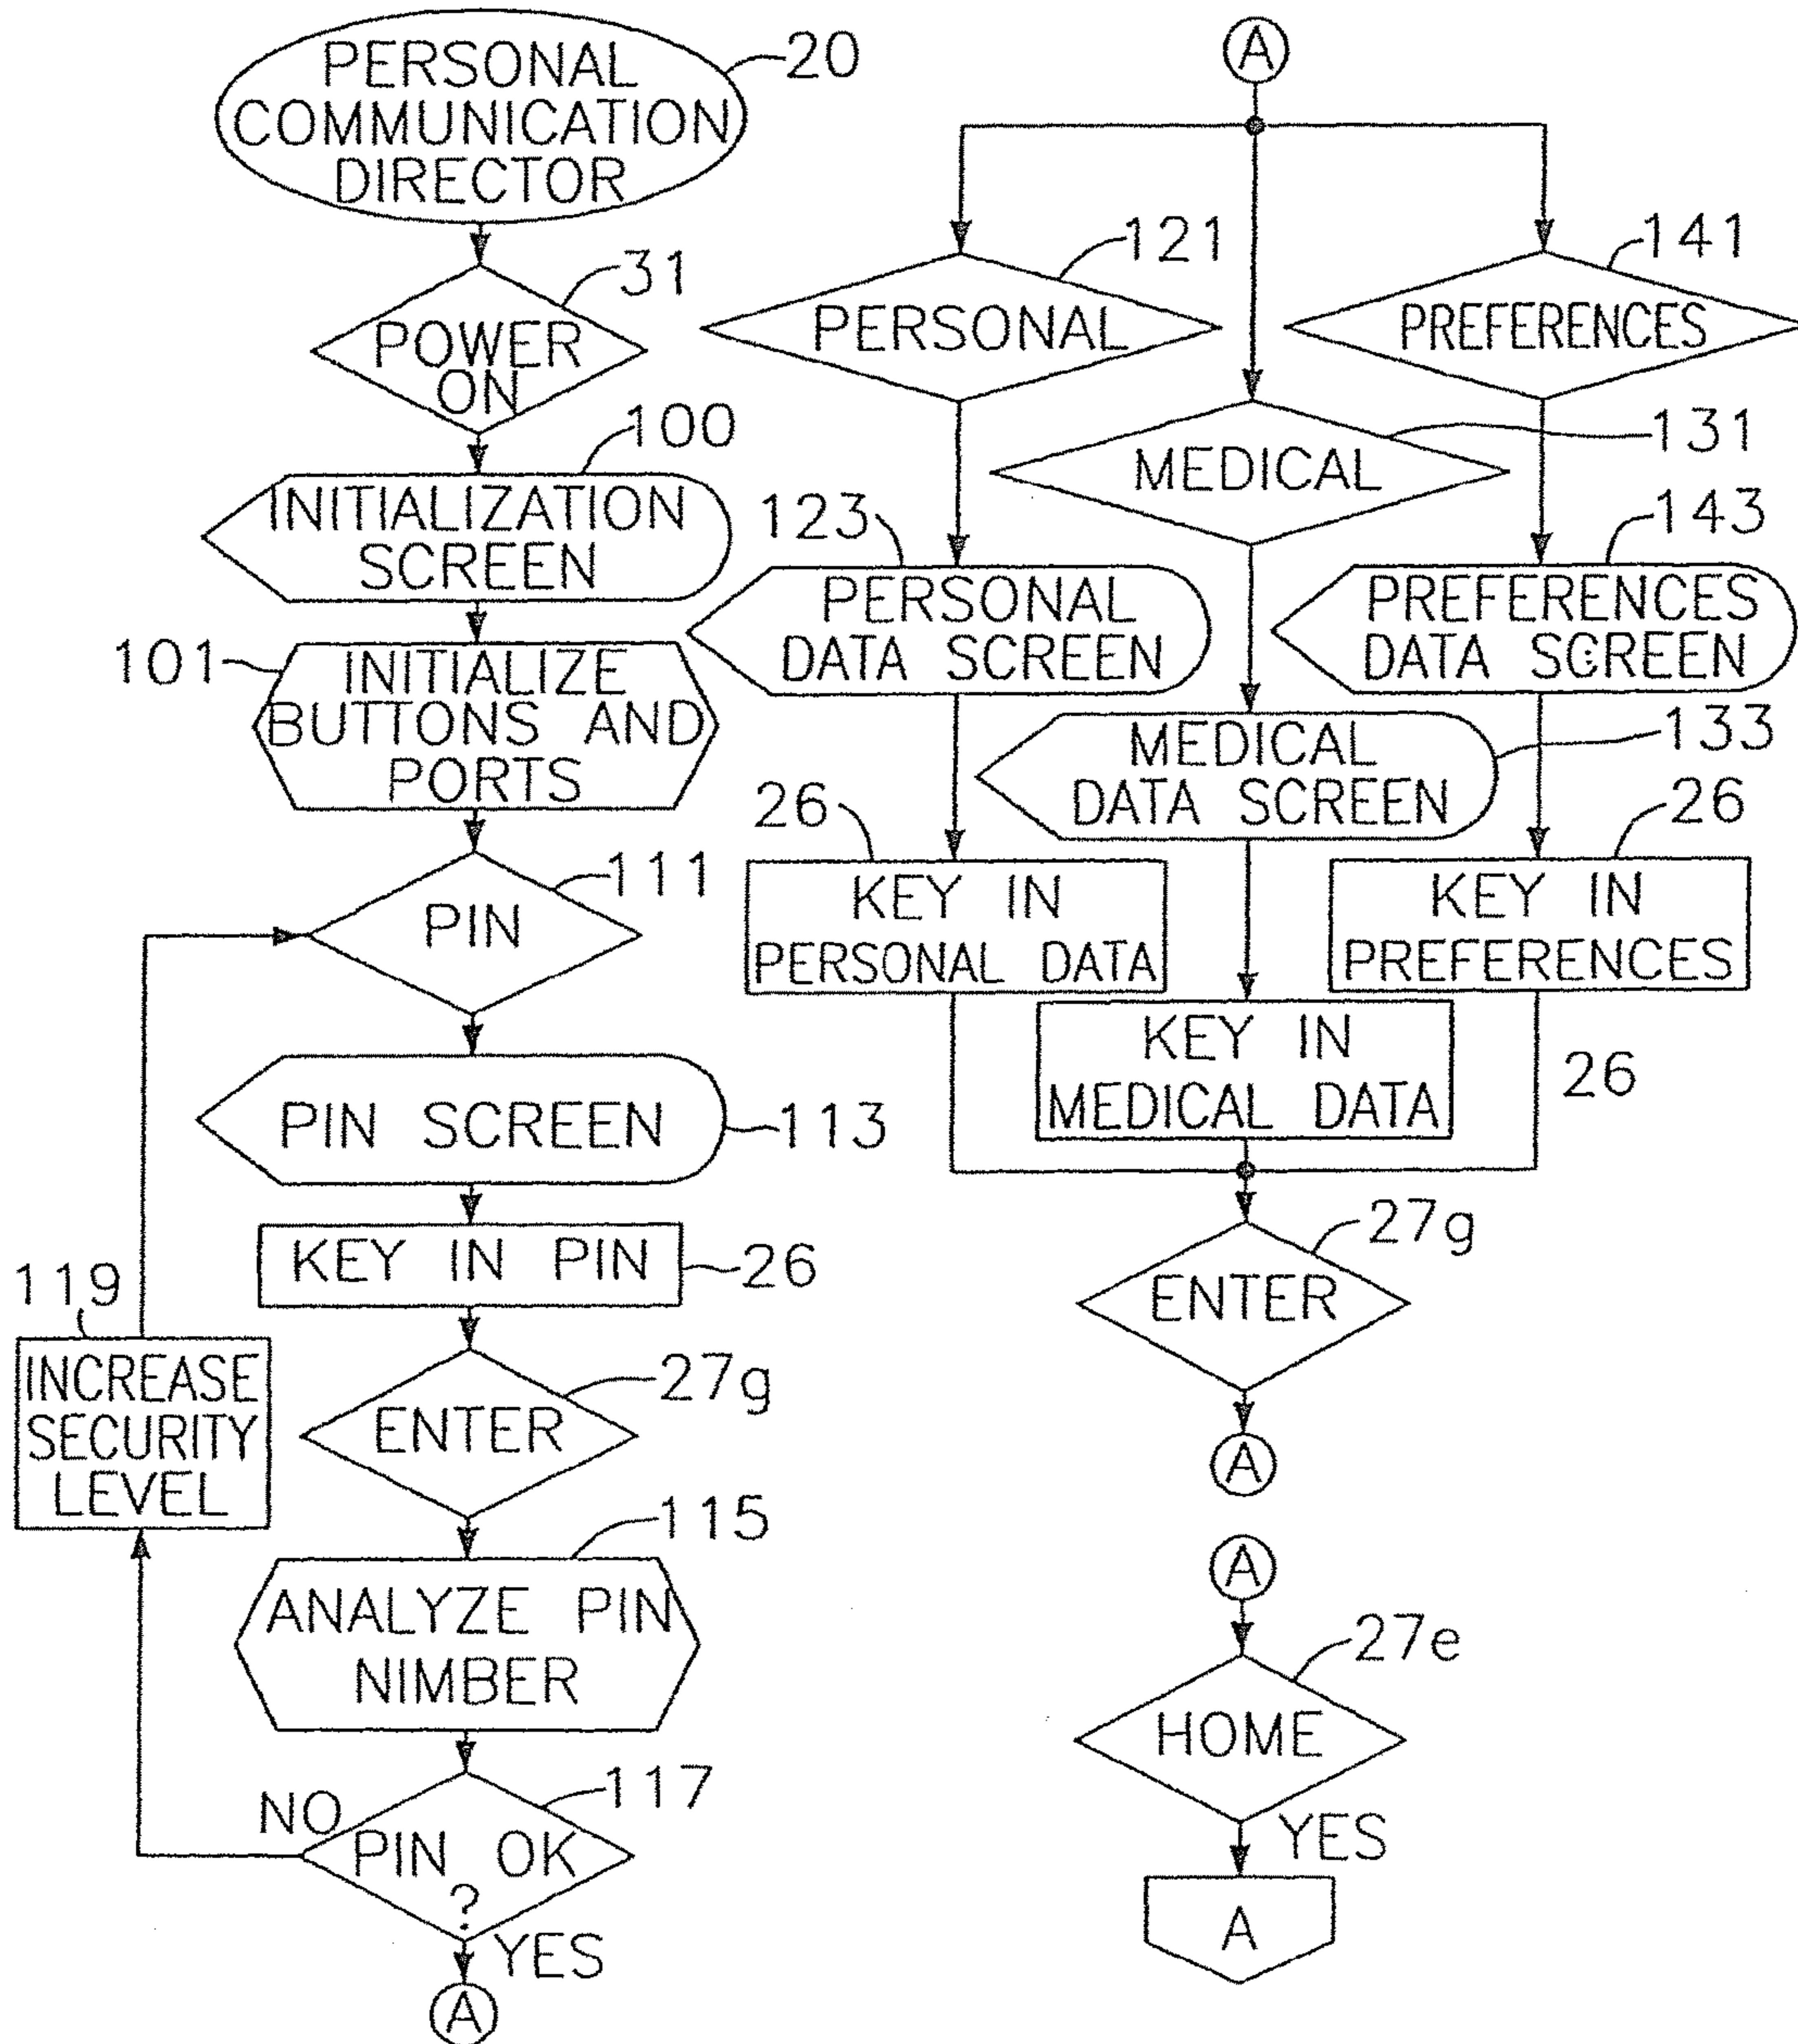 PERSONAL
COMMUNICATION
DIRECTOR
20
POWER
ON
31
INITIALIZATION
SCREEN
100
INITIALIZE
BUTTONS AND
PORTS
101
PIN
111
PIN SCREEN
113
KEY IN PIN
26
ENTER
27g
ANALYZE PIN
NIMBER
115
PIN OK
?
117
NO
YES
A
119
INCREASE
SECURITY
LEVEL
A
PERSONAL
121
MEDICAL
131
PREFERENCES
141
123
PERSONAL
DATA SCREEN
MEDICAL
DATA SCREEN
133
143
PREFERENCES
DATA SCREEN
26
KEY IN
PERSONAL DATA
KEY IN
MEDICAL DATA
26
26
KEY IN
PREFERENCES
ENTER
27g
A
A
HOME
27e
YES
A